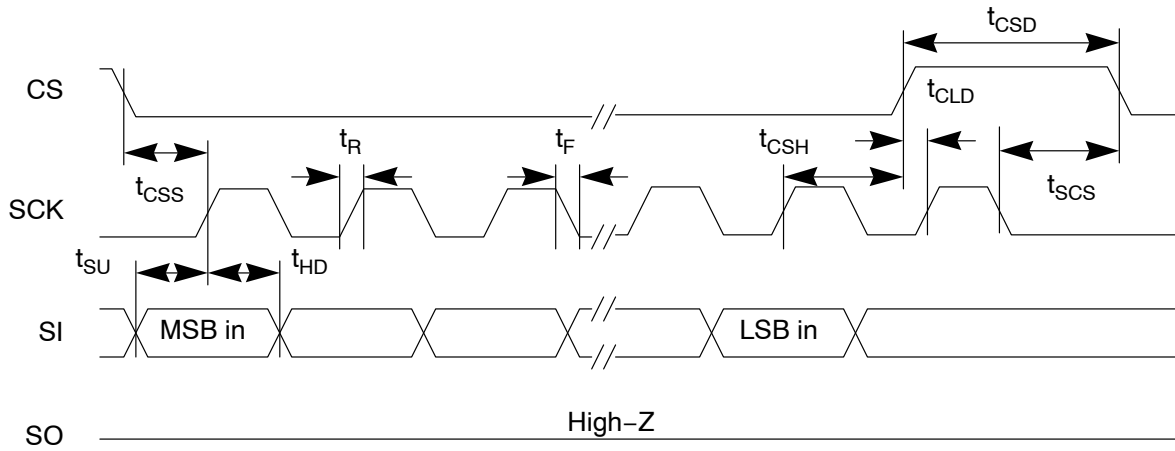 tCSD
CS
tCLD
tR
tF
tCSH
tCSS
tSCS
SCK
tSU
tHD
SI
MSB in
LSB in
High−Z
SO